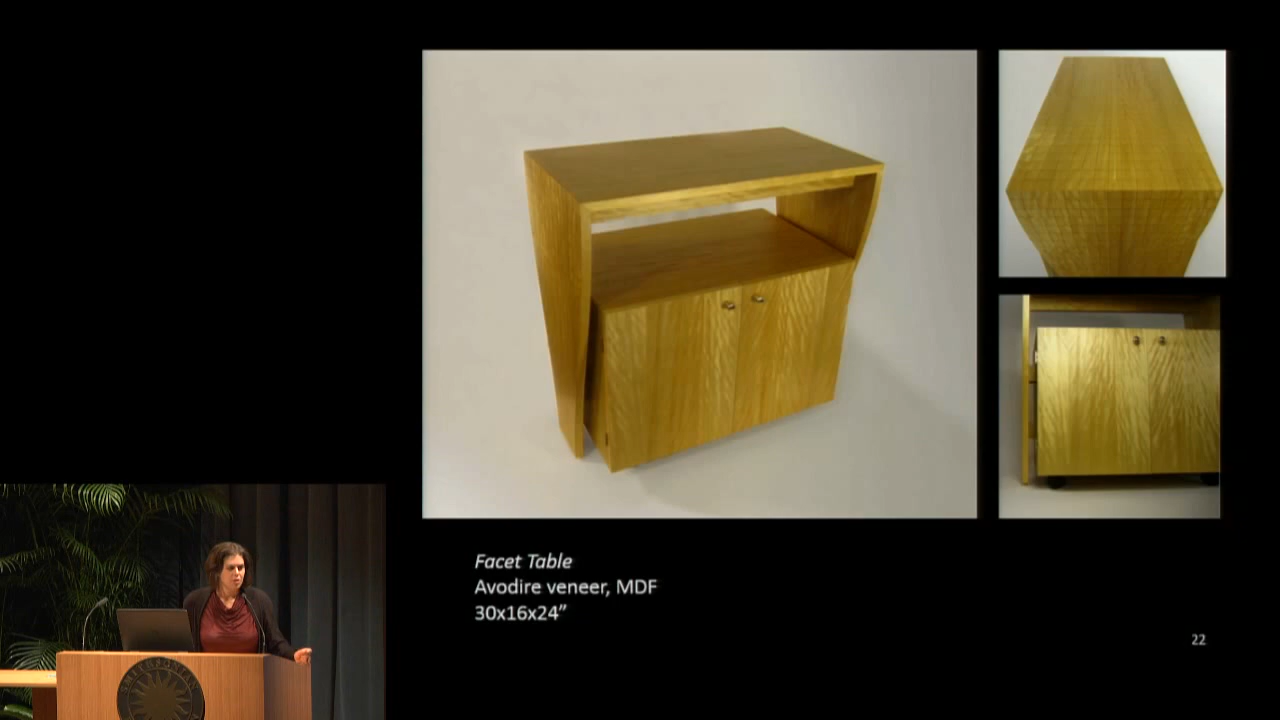 Facet Table
Avodire veneer, MDF
30x16x24”
22